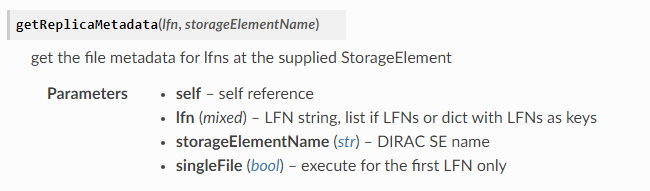 getReplicaMetadata(lfn, storageElementName)
get the file metadata for lfns at the supplied StorageElement
Parameters
• self – self reference
• lfn (mixed) – LFN string, list if LFNs or dict with LFNs as keys
• storageElementName (str) – DIRAC SE name
• singleFile (bool) – execute for the first LFN only